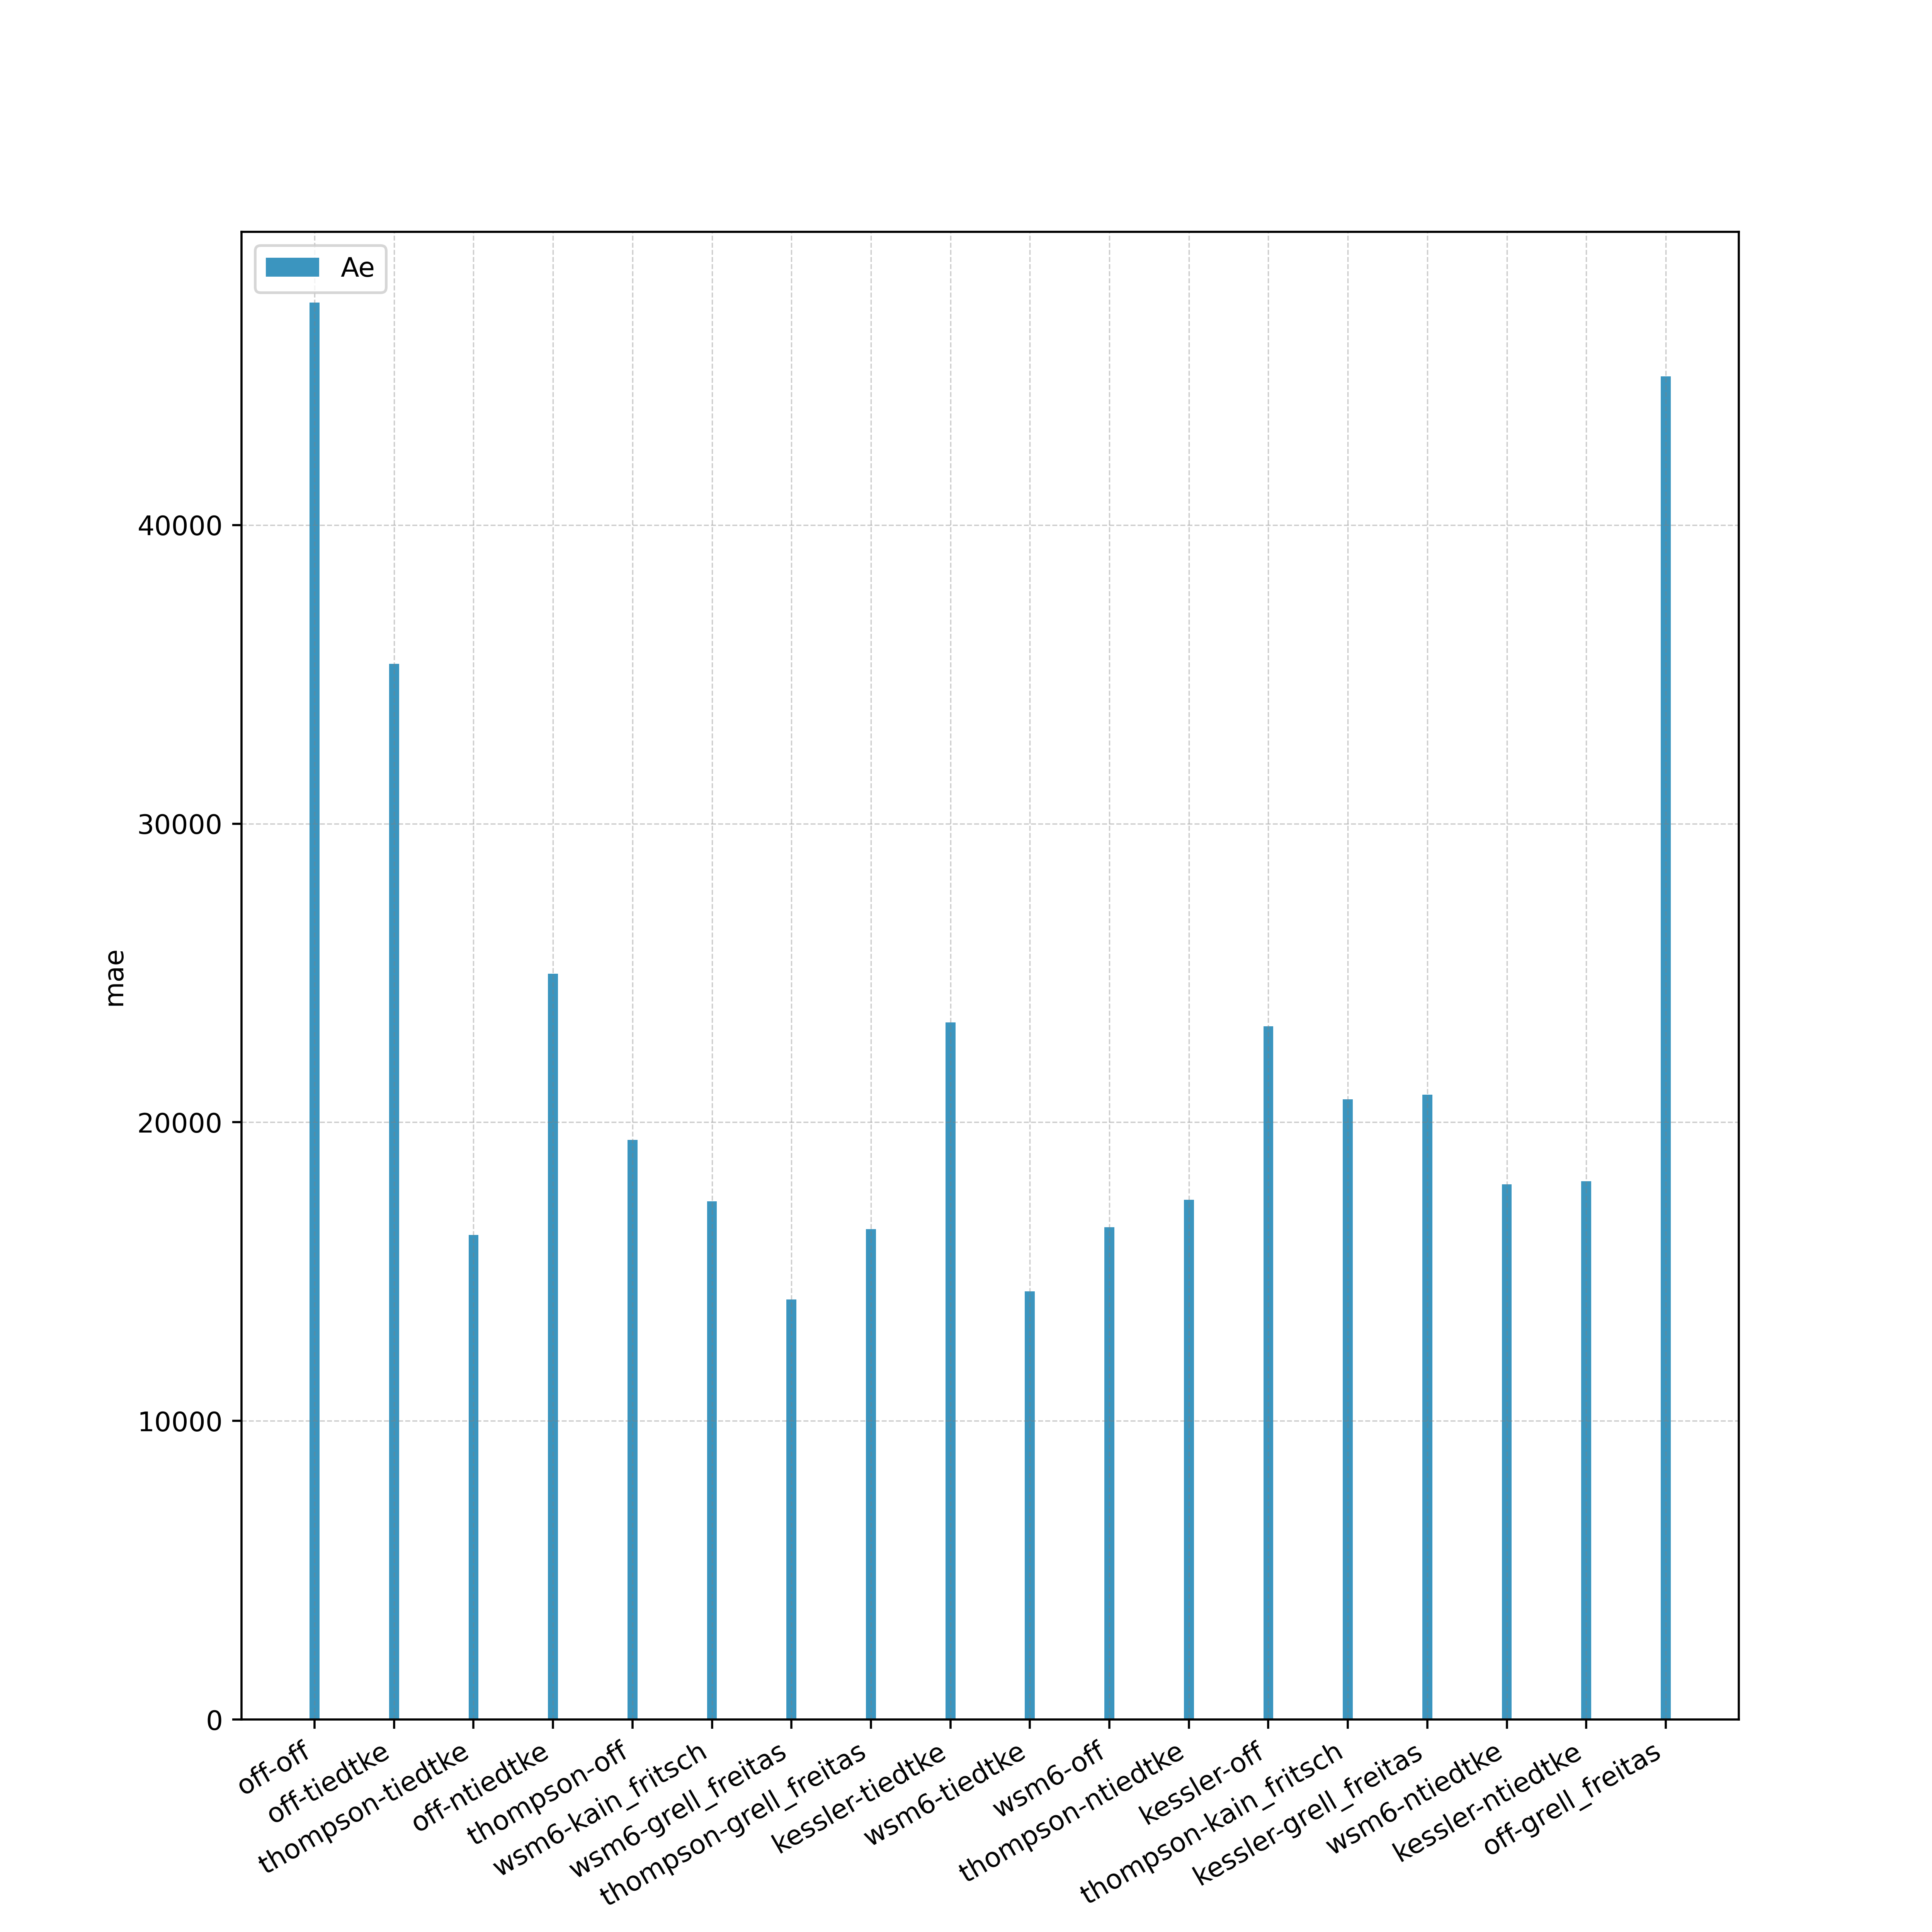 Ae
40000
30000
20000
10000
0
mae
off-off
off-tiedtke
thompson-tiedtke
off-ntiedtke
thompson-off
wsm6-kain_fritsch
wsm6-grell_freitas
thompson-grell_freitas
kessler-tiedtke
wsm6-tiedtke
wsm6-off
thompson-ntiedtke
kessler-off
thompson-kain_fritsch
kessler-grell_freitas
wsm6-ntiedtke
kessler-ntiedtke
off-grell_freitas